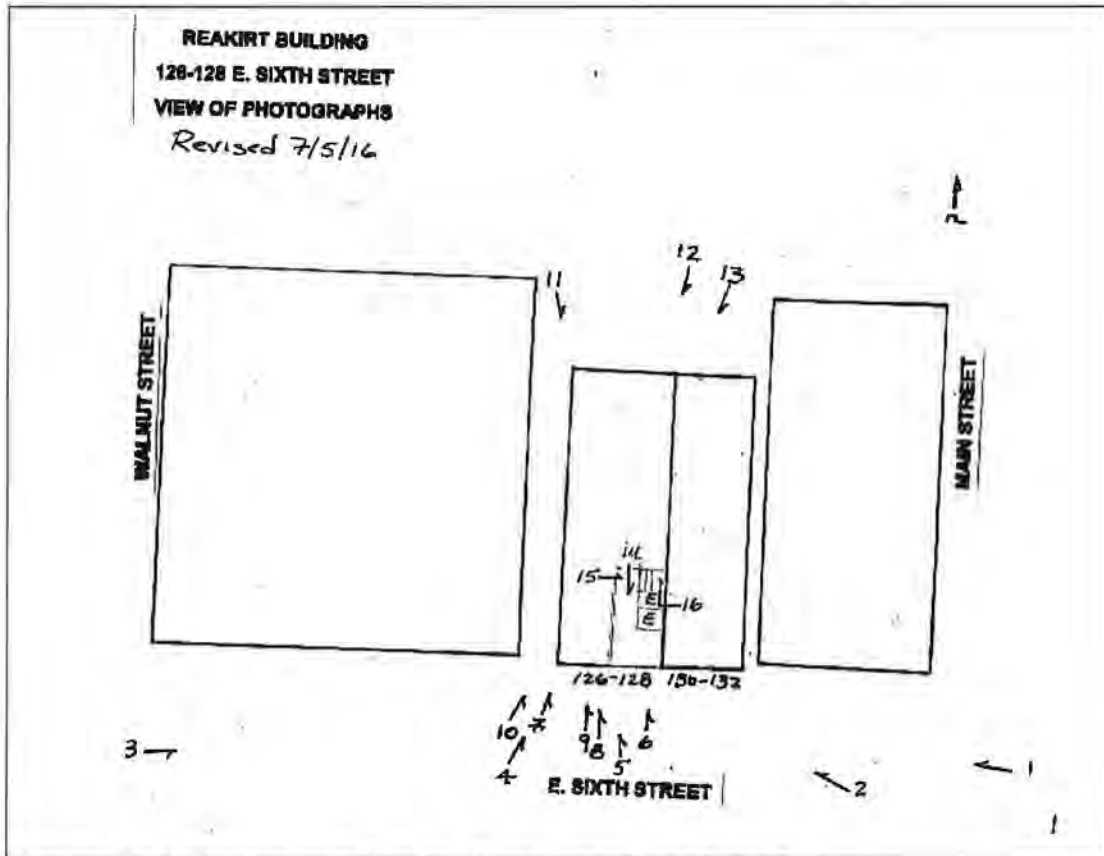 REAKIRT BUILDING
126-128 E. SIXTH STREET
VIEW OF PHOTOGRAPHS
Revised 7/5/16
n
12
11
13
WALNUT STREET
MAIN STREET
14
15
E
16
E
126-128
130-132
10
7
9
8
6
3
4
5
1
2
E. SIXTH STREET